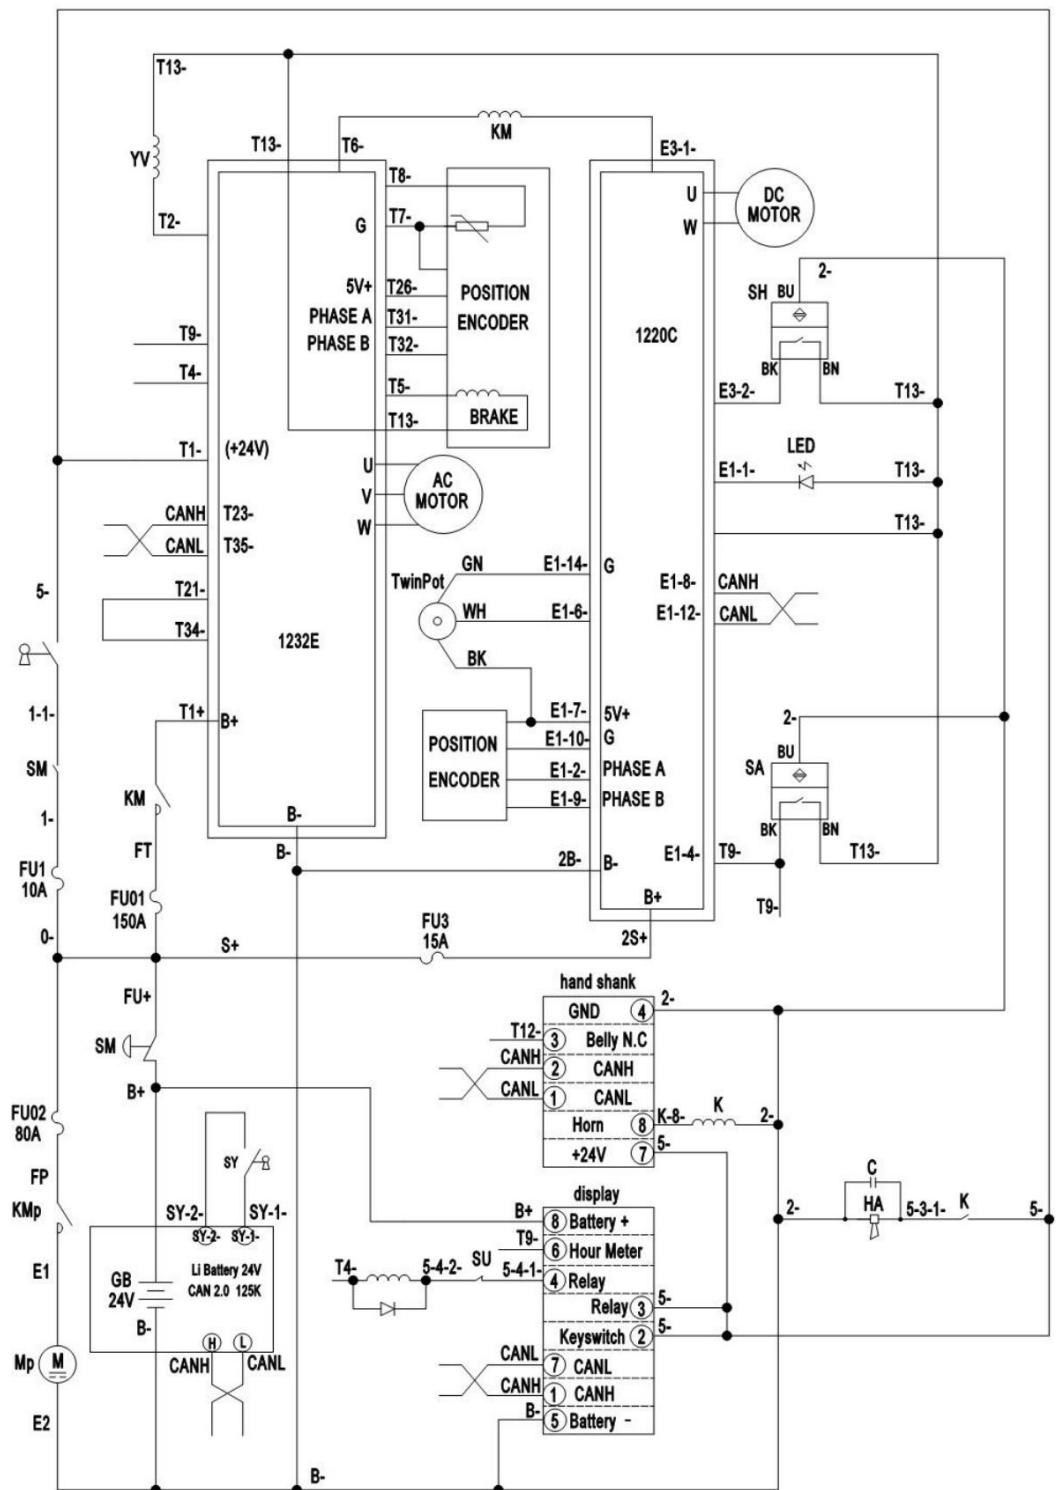 T13-
T13-
T6-
KM
E3-1-
YV
T8-
U
DC
MOTOR
W
T2-
G
T7-
2-
5V+
T26-
POSITION
SH
BU
PHASE A
T31-
ENCODER
T9-
PHASE B
T32-
1220C
BK
BN
T4-
T5-
E3-2-
T13-
T13-
BRAKE
T1-
(+24V)
LED
U
AC
MOTOR
E1-1-
T13-
V
CANH
T23-
W
T13-
CANL
T35-
GN
E1-14-
G
TwinPot
E1-8-
CANH
5-
T21-
WH
E1-6-
E1-12-
CANL
T34-
1232E
BK
1-1-
T1+
B+
E1-7-
5V+
2-
POSITION
E1-10-
G
BU
SM
ENCODER
E1-2-
PHASE A
SA
KM
E1-9-
PHASE B
1-
B-
BK
BN
FT
B-
2B-
B-
E1-4-
T9-
T13-
FU1
10A
FU01
150A
B+
T9-
0-
S+
FU3
15A
2S+
hand shank
FU+
GND
4
2-
T12-
3
Belly N.C
SM
CANH
2
CANH
B+
CANL
1
CANL
FU02
80A
Horn
8
K-8-
K
2-
SY
+24V
7
5-
FP
display
C
KMp
SY-2-
SY-1-
B+
8
Battery +
2-
HA
5-3-1-
K
5-
SY-2-
SY-1-
T9-
6
Hour Meter
E1
GB
24V
Li Battery 24V
CAN 2.0 125K
T4-
5-4-2-
SU
5-4-1-
4
Relay
Relay
3
5-
B-
Keyswitch
2
5-
Mp
M
H
L
CANL
7
CANL
CANH
CANL
CANH
1
CANH
E2
B-
5
Battery -
B-